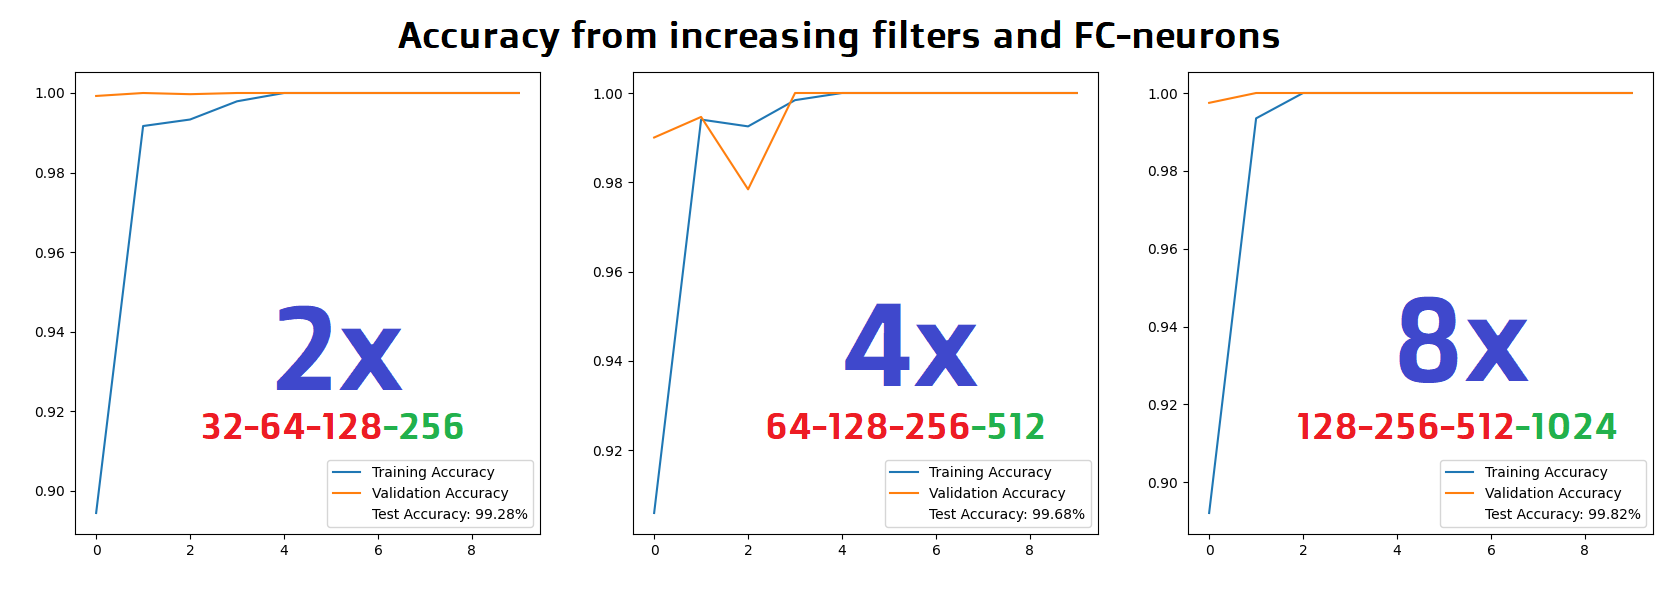 Accuracy from increasing filters and FC-neurons
1.00
0.98
0.96
0.94
0.92
0.90
2x
32-64-128-256
Training Accuracy
Validation Accuracy
Test Accuracy: 99.28%
0 2 4 6 8
1.00
0.98
0.96
0.94
0.92
4x
64-128-256-512
Training Accuracy
Validation Accuracy
Test Accuracy: 99.68%
0 2 4 6 8
1.00
0.98
0.96
0.94
0.92
0.90
8x
128-256-512-1024
Training Accuracy
Validation Accuracy
Test Accuracy: 99.82%
0 2 4 6 8